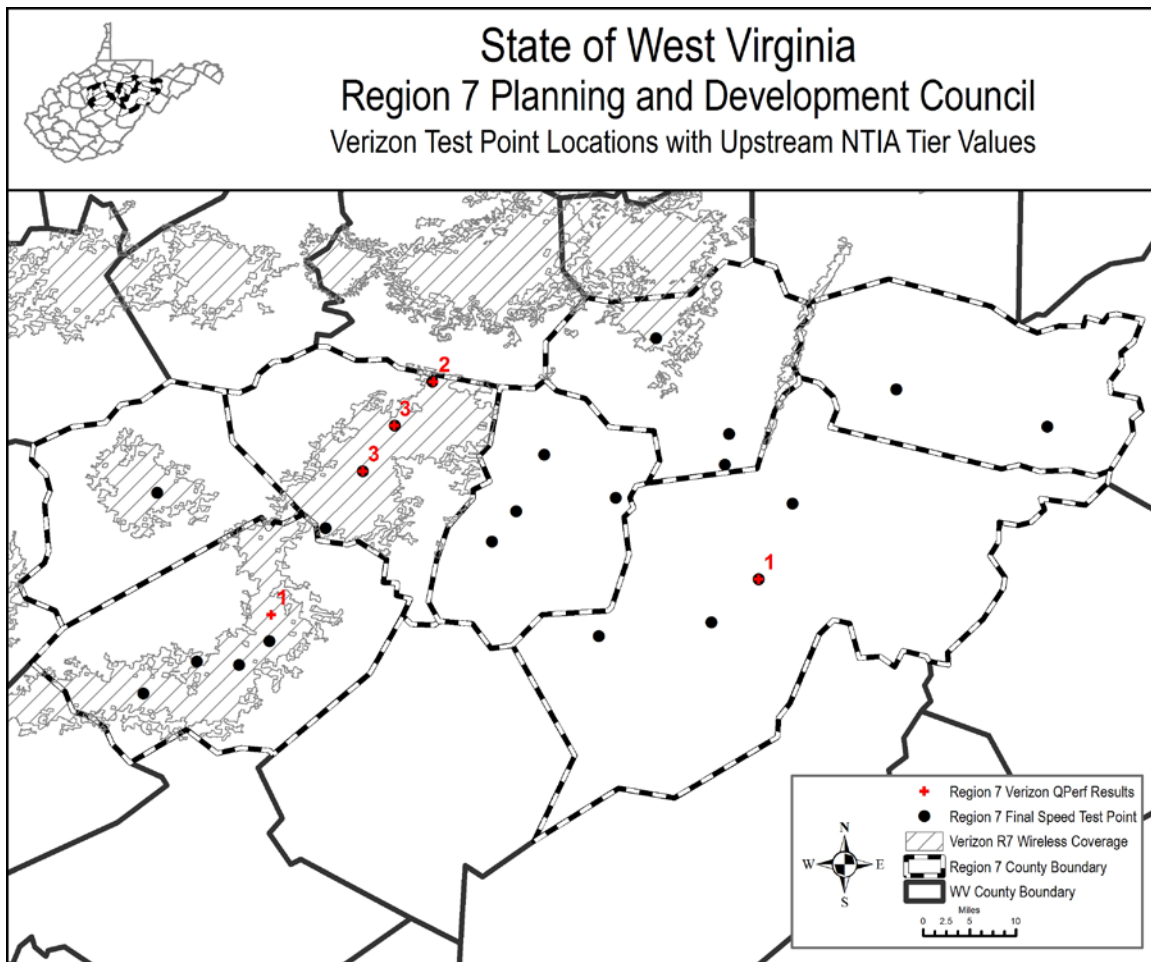 State of West Virginia
Region 7 Planning and Development Council
Verizon Test Point Locations with Upstream NTIA Tier Values
2
3
3
1
1
Region 7 Verizon QPerf Results
Region 7 Final Speed Test Point
Verizon R7 Wireless Coverage
Region 7 County Boundary
WV County Boundary
N
W E
S
Miles
0 2.5 5 10